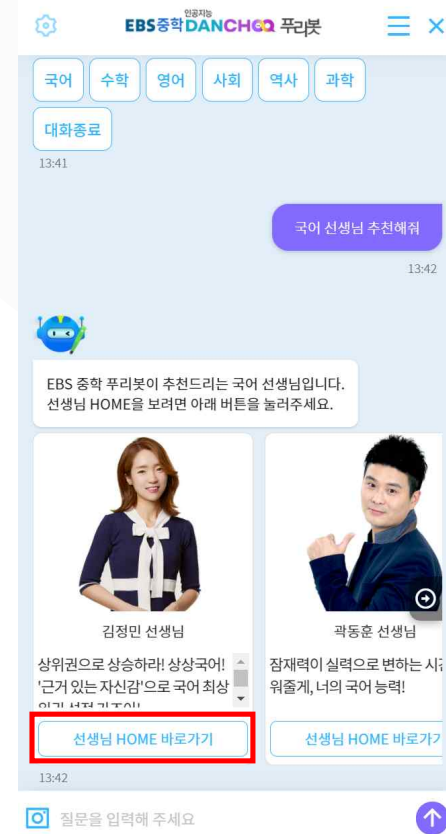 인공지능
EBS중학 DANCHOO 푸리봇
국어 수학 영어 사회 역사 과학
대화종료
13:41
국어 선생님 추천해줘
13:42
EBS 중학 푸리봇이 추천드리는 국어 선생님입니다.
선생님 HOME을 보려면 아래 버튼을 눌러주세요.
김정민 선생님
상위권으로 상승하라! 상상국어!
'근거 있는 자신감'으로 국어 최상
선생님 HOME 바로가기
곽동훈 선생님
잠재력이 실력으로 변하는
워줄게, 너의 국어 능력!
선생님 HOME 바로가
13:42
질문을 입력해 주세요